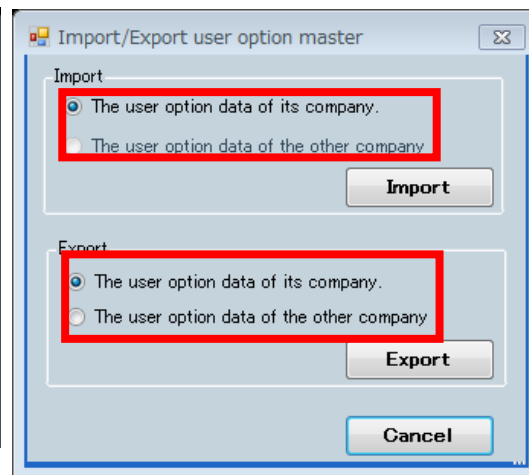 Import/Export user option master
Import
The user option data of its company.
The user option data of the other company
Import
Export
The user option data of its company.
The user option data of the other company
Export
Cancel